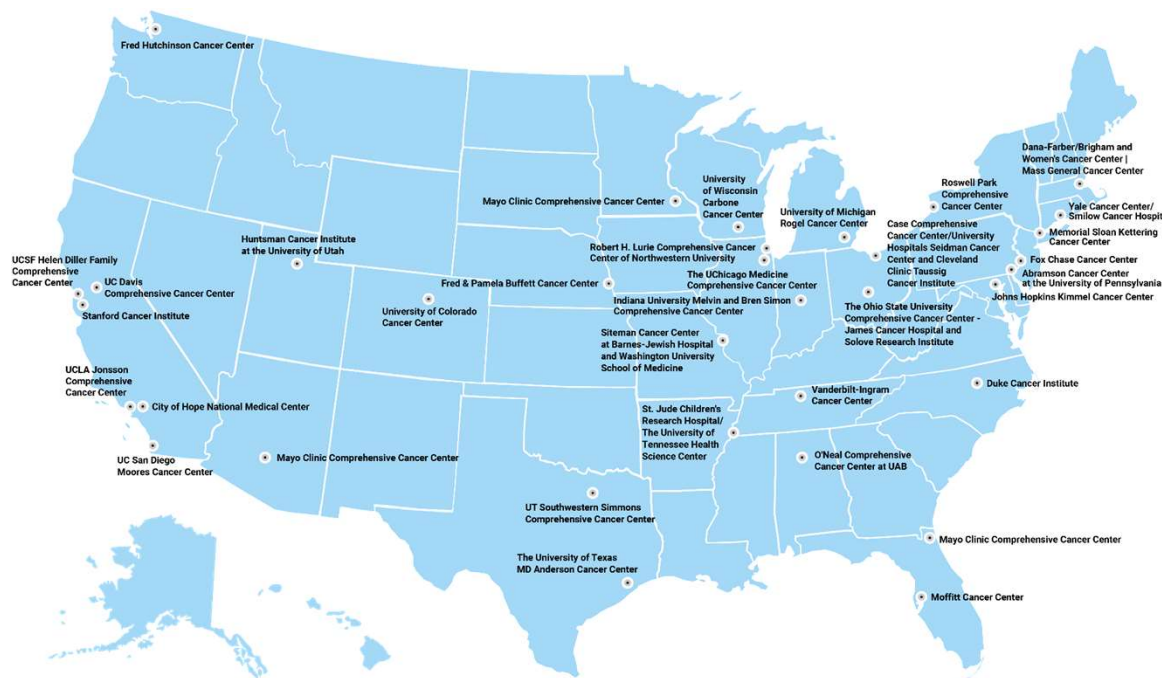 Fred Hutchinson Cancer Center
Dana-Farber/Brigham and
Women's Cancer Center |
Mass General Cancer Center
University
of Wisconsin
Carbone
Cancer Center
Roswell Park
Comprehensive
Cancer Center
Mayo Clinic Comprehensive Cancer Center
Yale Cancer Center/
Smilow Cancer Hospit
University of Michigan
Rogel Cancer Center
Case Comprehensive
Cancer Center/University
Hospitals Seidman Cancer
Center and Cleveland
Clinic Taussig
Cancer Institute
Memorial Sloan Kettering
Cancer Center
Huntsman Cancer Institute
at the University of Utah
Robert H. Lurie Comprehensive Cancer
Center of Northwestern University
UCSF Helen Diller Family
Comprehensive
Cancer Center
Fox Chase Cancer Center
The UChicago Medicine
Comprehensive Cancer Center
Abramson Cancer Center
at the University of Pennsylvania
UC Davis
Comprehensive Cancer Center
Fred & Pamela Buffett Cancer Center
Johns Hopkins Kimmel Cancer Center
Indiana University Melvin and Bren Simon
Comprehensive Cancer Center
Stanford Cancer Institute
University of Colorado
Cancer Center
The Ohio State University
Comprehensive Cancer Center -
James Cancer Hospital and
Solove Research Institute
Siteman Cancer Center
at Barnes-Jewish Hospital
and Washington University
School of Medicine
UCLA Jonsson
Comprehensive
Cancer Center
Duke Cancer Institute
Vanderbilt-Ingram
Cancer Center
City of Hope National Medical Center
St. Jude Children's
Research Hospital/
The University of
Tennessee Health
Science Center
UC San Diego
Moores Cancer Center
Mayo Clinic Comprehensive Cancer Center
O'Neal Comprehensive
Cancer Center at UAB
UT Southwestern Simmons
Comprehensive Cancer Center
Mayo Clinic Comprehensive Cancer Center
The University of Texas
MD Anderson Cancer Center
Moffitt Cancer Center